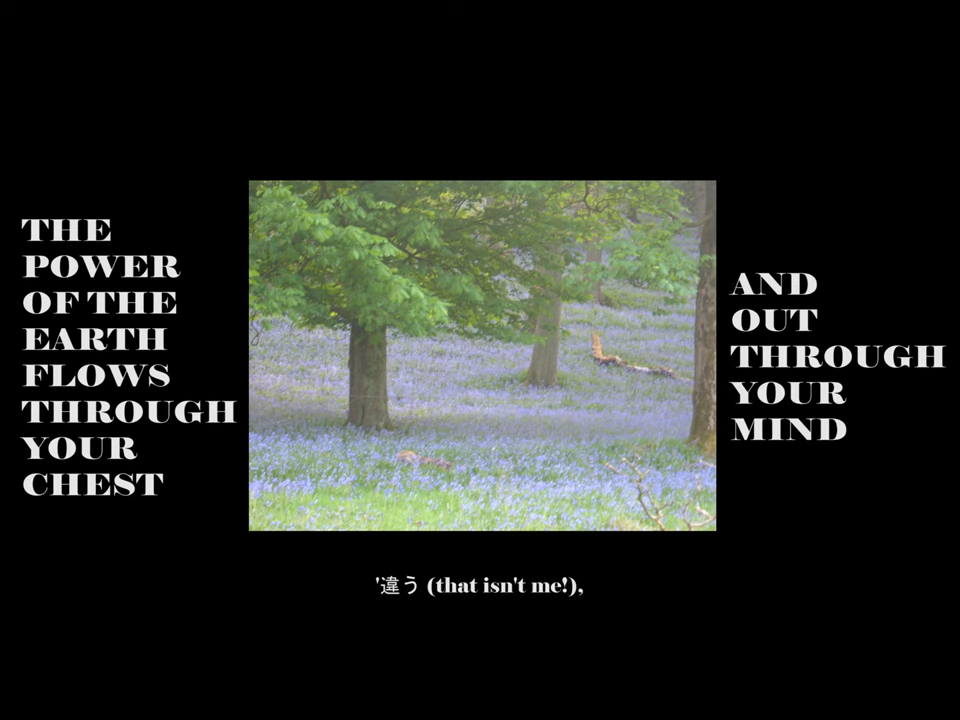 THE
POWER
OF THE
EARTH
FLOWS
THROUGH
YOUR
CHEST
AND
OUT
THROUGH
YOUR
MIND
'違う (that isn't me!),